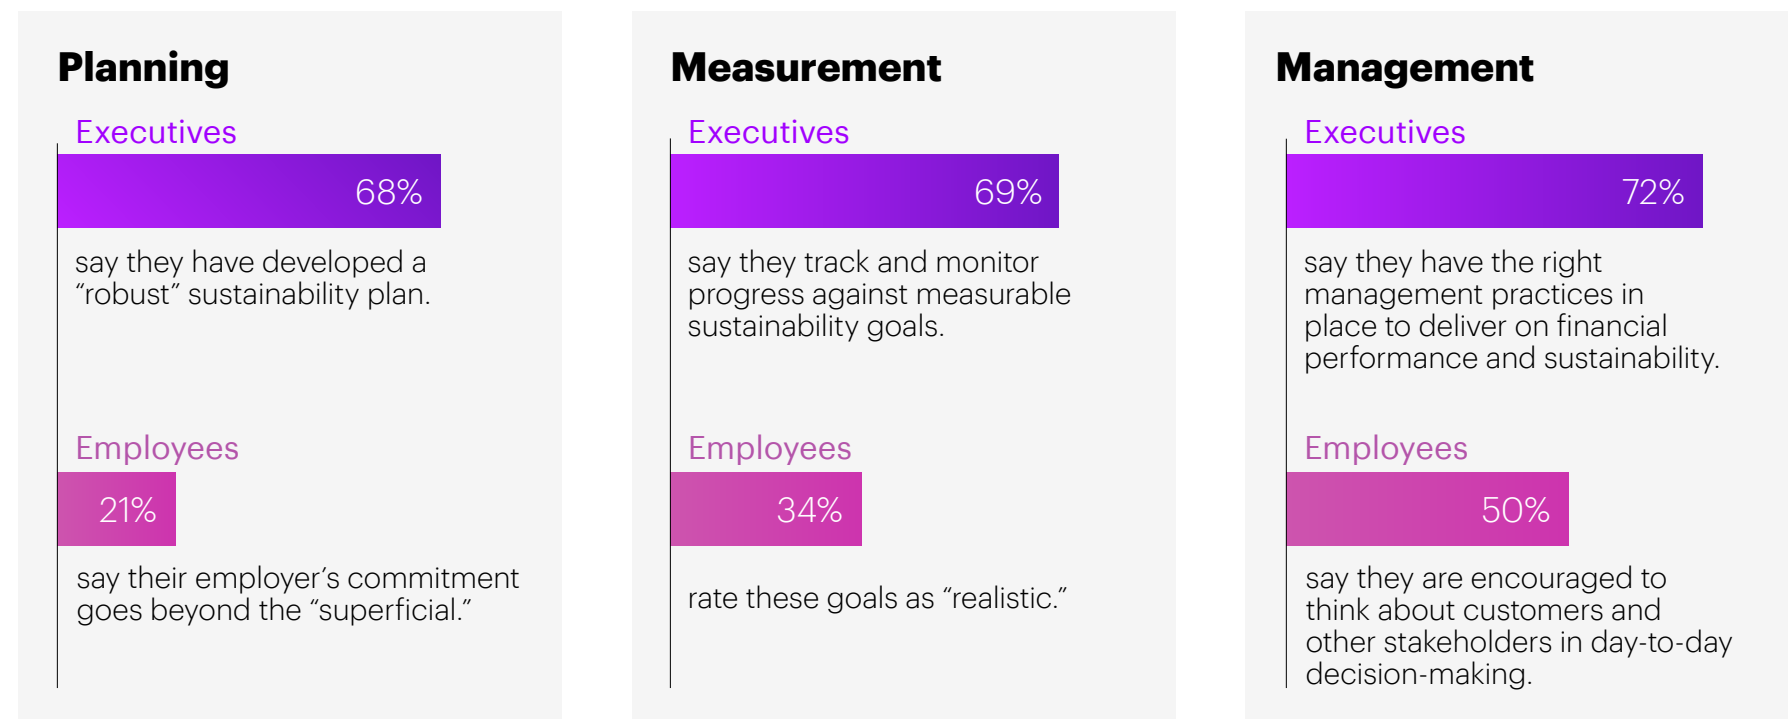 Planning
Executives
68%
say they have developed a
“robust” sustainability plan.
Employees
21%
say their employer’s commitment
goes beyond the “superficial.”
Measurement
Executives
69%
say they track and monitor
progress against measurable
sustainability goals.
Employees
34%
rate these goals as “realistic.”
Management
Executives
72%
say they have the right
management practices in
place to deliver on financial
performance and sustainability.
Employees
50%
say they are encouraged to
think about customers and
other stakeholders in day-to-day
decision-making.